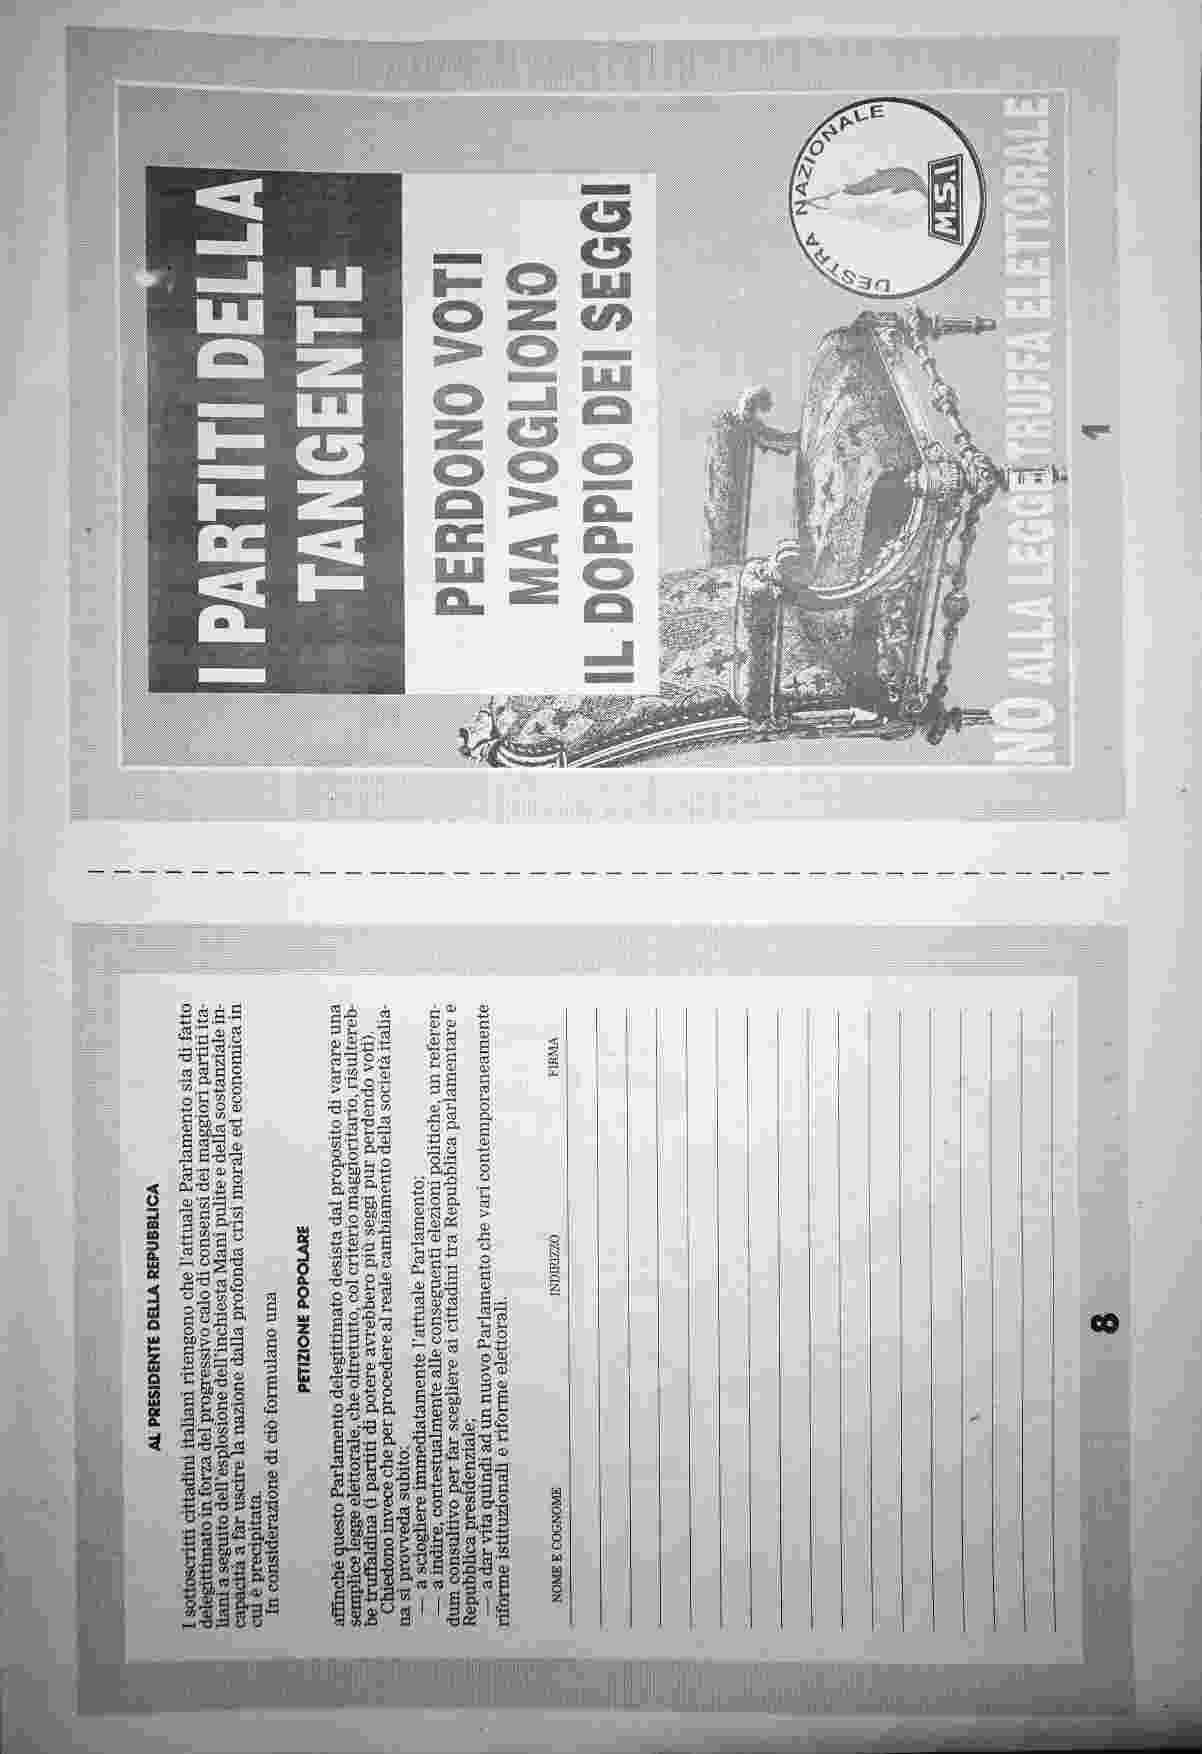 AL PRESIDENTE DELLA REPUBBLICA
I sottoscritti cittadini italiani ritengono che l'attuale Parlamento sia di fatto
delegittimato in forza del progressivo calo di consensi dei maggiori partiti ita-
liani a seguito dell'esplosione dell'inchiesta Mani pulite e della sostanziale in-
capacità a far uscire la nazione dalla profonda crisi morale ed economica in
cui è precipitata.
In considerazione di ciò formulano una
PETIZIONE POPOLARE
affinché questo Parlamento delegittimato desista dal proposito di varare una
semplice legge elettorale, che oltretutto, col criterio maggioritario, risultereb-
be truffaldina (i partiti di potere avrebbero più seggi pur perdendo voti).
Chiedono invece che per procedere al reale cambiamento della società italia-
na si provveda subito:
— a sciogliere immediatamente l'attuale Parlamento;
— a indire, contestualmente alle conseguenti elezioni politiche, un referen-
dum consultivo per far scegliere ai cittadini tra Repubblica parlamentare e
Repubblica presidenziale;
— a dar vita quindi ad un nuovo Parlamento che vari contemporaneamente
riforme istituzionali e riforme elettorali.
NOME E COGNOME INDIRIZZO FIRMA
8
I PARTITI DELLA
TANGENTE
PERDONO VOTI
MA VOGLIONO
IL DOPPIO DEI SEGGI
DESTRA NAZIONALE
M.S.I
NO ALLA LEGGE TRUFFA ELETTORALE
1